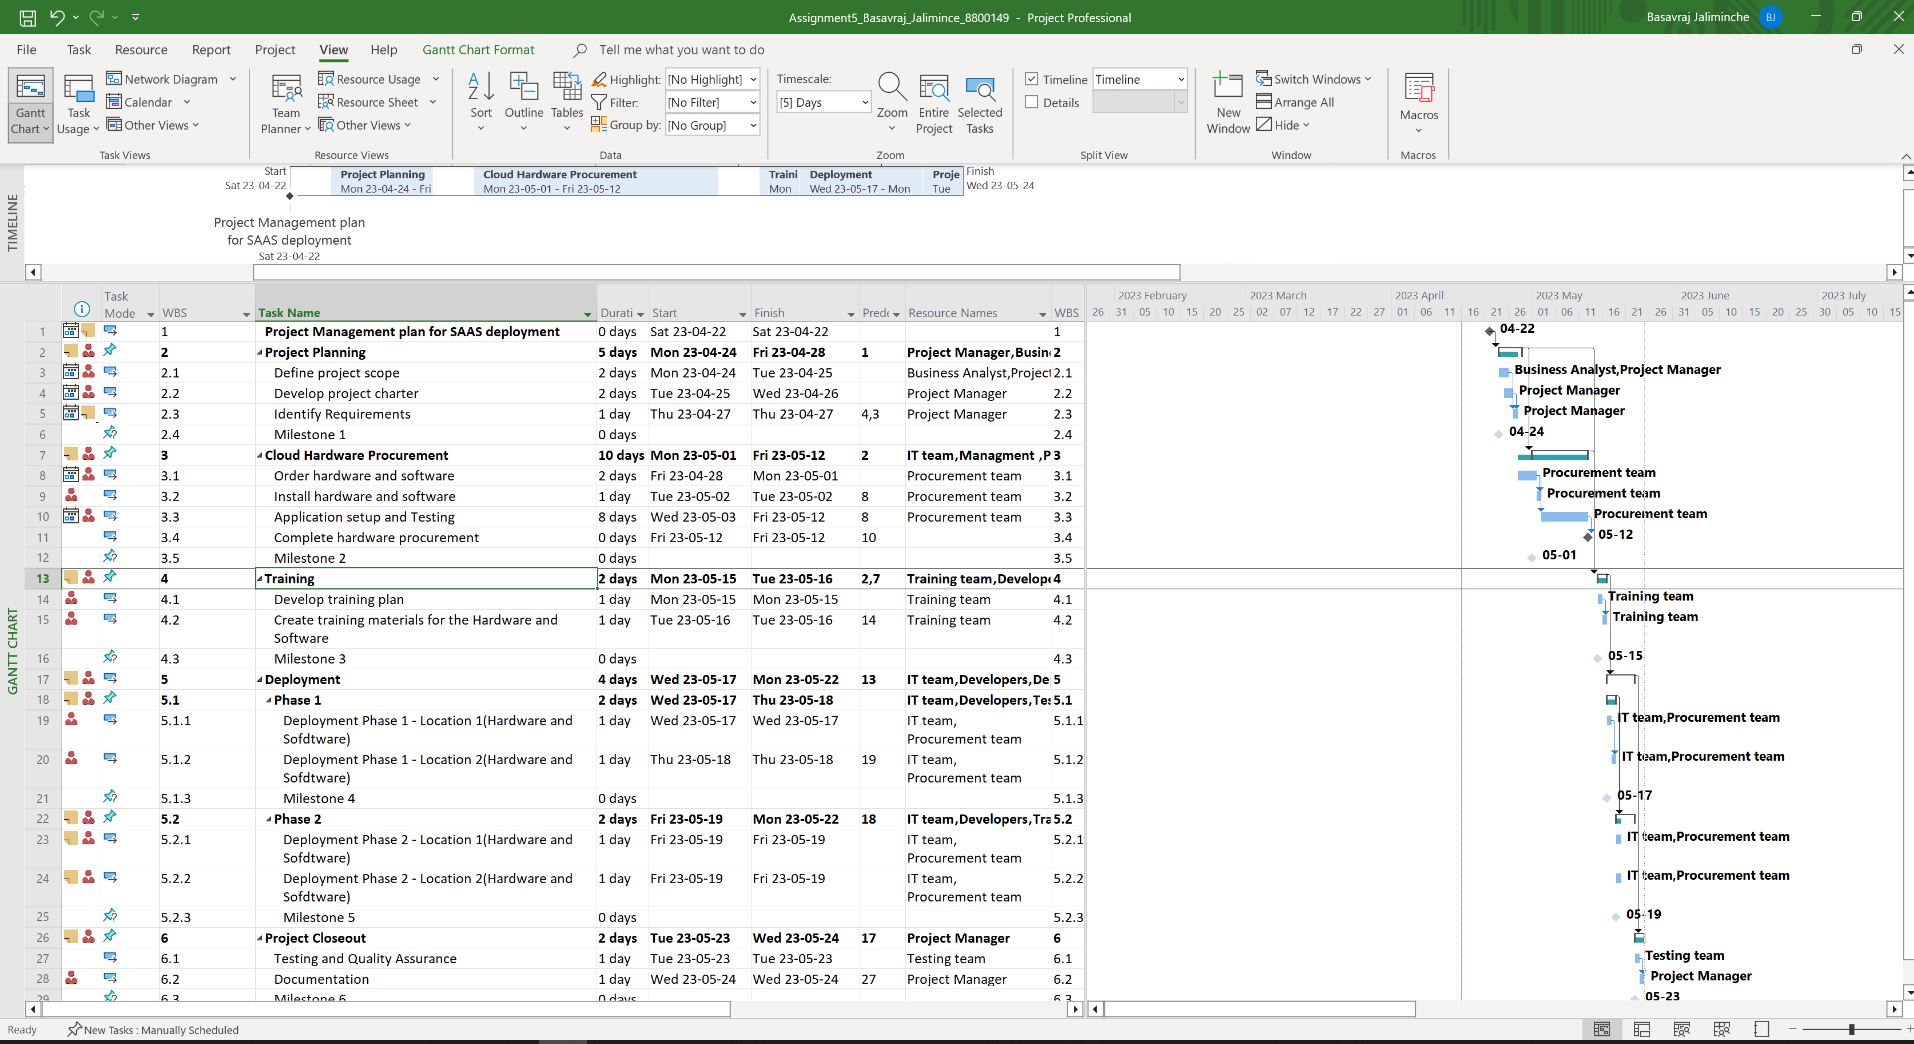 Assignment5_Basavraj_Jalimince_8800149 - Project Professional
Basavraj Jaliminche BJ
File Task Resource Report Project View Help Gantt Chart Format Tell me what you want to do
Gantt Chart
Task Usage
Network Diagram
Calendar
Other Views
Task Views
Team Planner
Resource Usage
Resource Sheet
Other Views
Resource Views
Sort
Outline
Tables
Highlight: [No Highlight]
Filter: [No Filter]
Group by: [No Group]
Data
Timescale:
[5] Days
Zoom
Entire Project
Selected Tasks
Zoom
Timeline Timeline
Details
Split View
New Window
Switch Windows
Arrange All
Hide
Window
Macros
Macros
TIMELINE
Start
Sat 23-04-22
Project Planning
Mon 23-04-24 - Fri
Cloud Hardware Procurement
Mon 23-05-01 - Fri 23-05-12
Traini
Mon
Deployment
Wed 23-05-17 - Mon
Proje
Tue
Finish
Wed 23-05-24
Project Management plan
for SAAS deployment
Sat 23-04-22
GANTT CHART
Task Mode WBS Task Name Durati Start Finish Prede Resource Names WBS
1 1 Project Management plan for SAAS deployment 0 days Sat 23-04-22 Sat 23-04-22 1
2 2 Project Planning 5 days Mon 23-04-24 Fri 23-04-28 1 Project Manager,Busin 2
3 2.1 Define project scope 2 days Mon 23-04-24 Tue 23-04-25 Business Analyst,Project 2.1
4 2.2 Develop project charter 2 days Tue 23-04-25 Wed 23-04-26 Project Manager 2.2
5 2.3 Identify Requirements 1 day Thu 23-04-27 Thu 23-04-27 4,3 Project Manager 2.3
6 2.4 Milestone 1 0 days 2.4
7 3 Cloud Hardware Procurement 10 days Mon 23-05-01 Fri 23-05-12 2 IT team,Managment ,P 3
8 3.1 Order hardware and software 2 days Fri 23-04-28 Mon 23-05-01 Procurement team 3.1
9 3.2 Install hardware and software 1 day Tue 23-05-02 Tue 23-05-02 8 Procurement team 3.2
10 3.3 Application setup and Testing 8 days Wed 23-05-03 Fri 23-05-12 8 Procurement team 3.3
11 3.4 Complete hardware procurement 0 days Fri 23-05-12 Fri 23-05-12 10 3.4
12 3.5 Milestone 2 0 days 3.5
13 4 Training 2 days Mon 23-05-15 Tue 23-05-16 2,7 Training team,Develope 4
14 4.1 Develop training plan 1 day Mon 23-05-15 Mon 23-05-15 Training team 4.1
15 4.2 Create training materials for the Hardware and Software 1 day Tue 23-05-16 Tue 23-05-16 14 Training team 4.2
16 4.3 Milestone 3 0 days 4.3
17 5 Deployment 4 days Wed 23-05-17 Mon 23-05-22 13 IT team,Developers,De 5
18 5.1 Phase 1 2 days Wed 23-05-17 Thu 23-05-18 IT team,Developers,Tes 5.1
19 5.1.1 Deployment Phase 1 - Location 1(Hardware and Sofdtware) 1 day Wed 23-05-17 Wed 23-05-17 IT team, Procurement team 5.1.1
20 5.1.2 Deployment Phase 1 - Location 2(Hardware and Sofdtware) 1 day Thu 23-05-18 Thu 23-05-18 19 IT team, Procurement team 5.1.2
21 5.1.3 Milestone 4 0 days 5.1.3
22 5.2 Phase 2 2 days Fri 23-05-19 Mon 23-05-22 18 IT team,Developers,Tra 5.2
23 5.2.1 Deployment Phase 2 - Location 1(Hardware and Sofdtware) 1 day Fri 23-05-19 Fri 23-05-19 IT team, Procurement team 5.2.1
24 5.2.2 Deployment Phase 2 - Location 2(Hardware and Sofdtware) 1 day Fri 23-05-19 Fri 23-05-19 IT team, Procurement team 5.2.2
25 5.2.3 Milestone 5 0 days 5.2.3
26 6 Project Closeout 2 days Tue 23-05-23 Wed 23-05-24 17 Project Manager 6
27 6.1 Testing and Quality Assurance 1 day Tue 23-05-23 Tue 23-05-23 Testing team 6.1
28 6.2 Documentation 1 day Wed 23-05-24 Wed 23-05-24 27 Project Manager 6.2
29 6.3 Milestone 6 0 days 6.3
2023 February 2023 March 2023 April 2023 May 2023 June 2023 July
26 31 05 10 15 20 25 02 07 12 17 22 27 01 06 11 16 21 26 01 06 11 16 21 26 31 05 10 15 20 25 30 05 10 15
04-22
Business Analyst,Project Manager
Project Manager
Project Manager
04-24
Procurement team
Procurement team
Procurement team
05-12
05-01
Training team
Training team
05-15
IT team,Procurement team
IT team,Procurement team
05-17
IT team,Procurement team
IT team,Procurement team
05-19
Testing team
Project Manager
05-23
Ready New Tasks : Manually Scheduled